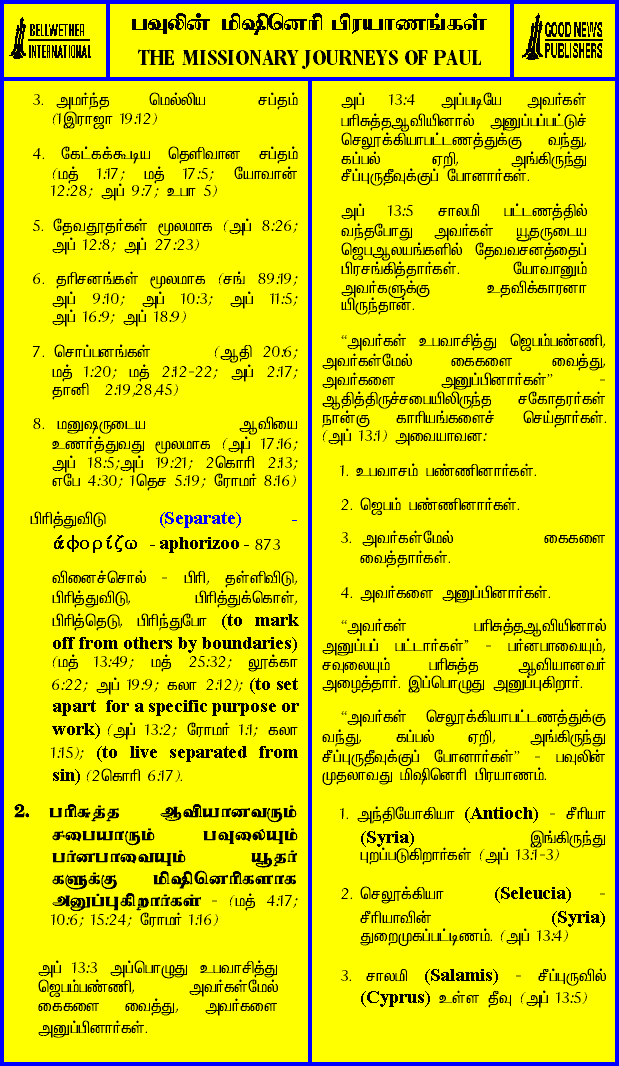 BELLWETHER
INTERNATIONAL
பவுலின் மிஷினெரி பிரயாணங்கள்
THE MISSIONARY JOURNEYS OF PAUL
GOOD NEWS
PUBLISHERS
3. அமர்ந்த மெல்லிய சப்தம்
(1இராஜா 19:12)
4. கேட்கக்கூடிய தெளிவான சப்தம்
(மத் 1:17; மத் 17:5; யோவான்
12:28; அப் 9:7; உபா 5)
5. தேவதூதர்கள் மூலமாக (அப் 8:26;
அப் 12:8; அப் 27:23)
6. தரிசனங்கள் மூலமாக (சங் 89:19;
அப் 9:10; அப் 10:3; அப் 11:5;
அப் 16:9; அப் 18:9)
7. சொப்பனங்கள் (ஆதி 20:6;
மத் 1:20; மத் 2:12-22; அப் 2:17;
தானி 2:19,28,45)
8. மனுஷருடைய ஆவியை
உணர்த்துவது மூலமாக (அப் 17:16;
அப் 18:5;அப் 19:21; 2கொரி 2:13;
எபே 4:30; 1தெச 5:19; ரோமர் 8:16)
பிரித்துவிடு (Separate) -
άφορίζω - aphorizoo - 873
வினைச்சொல் - பிரி, தள்ளிவிடு,
பிரித்துவிடு, பிரித்துக்கொள்,
பிரித்தெடு, பிரிந்துபோ (to mark
off from others by boundaries)
(மத் 13:49; மத் 25:32; லூக்கா
6:22; அப் 19:9; கலா 2:12); (to set
apart for a specific purpose or
work) (அப் 13:2; ரோமர் 1:1; கலா
1:15); (to live separated from
sin) (2கொரி 6:17).
2. பரிசுத்த ஆவியானவரும்
சபையாரும் பவுலையும்
பர்னபாவையும் யூதர்
களுக்கு மிஷினெரிகளாக
அனுப்புகிறார்கள் - (மத் 4:17;
10:6; 15:24; ரோமர் 1:16)
அப் 13:3 அப்பொழுது உபவாசித்து
ஜெபம்பண்ணி, அவர்கள்மேல்
கைகளை வைத்து, அவர்களை
அனுப்பினார்கள்.
அப் 13:4 அப்படியே அவர்கள்
பரிசுத்தஆவியினால் அனுப்பப்பட்டுச்
செலூக்கியாபட்டணத்துக்கு வந்து,
கப்பல் ஏறி, அங்கிருந்து
சீப்புருதீவுக்குப் போனார்கள்.
அப் 13:5 சாலமி பட்டணத்தில்
வந்தபோது அவர்கள் யூதருடைய
ஜெபஆலயங்களில் தேவவசனத்தைப்
பிரசங்கித்தார்கள். யோவானும்
அவர்களுக்கு உதவிக்காரனா
யிருந்தான்.
“அவர்கள் உபவாசித்து ஜெபம்பண்ணி,
அவர்கள்மேல் கைகளை வைத்து,
அவர்களை அனுப்பினார்கள்” -
ஆதித்திருச்சபையிலிருந்த சகோதரர்கள்
நான்கு காரியங்களைச் செய்தார்கள்.
(அப் 13:1) அவையாவன:
1. உபவாசம் பண்ணினார்கள்.
2. ஜெபம் பண்ணினார்கள்.
3. அவர்கள்மேல் கைகளை
வைத்தார்கள்.
4. அவர்களை அனுப்பினார்கள்.
“அவர்கள் பரிசுத்தஆவியினால்
அனுப்பப் பட்டார்கள்” - பர்னபாவையும்,
சவுலையும் பரிசுத்த ஆவியானவர்
அழைத்தார். இப்பொழுது அனுப்புகிறார்.
“அவர்கள் செலூக்கியாபட்டணத்துக்கு
வந்து, கப்பல் ஏறி, அங்கிருந்து
சீப்புருதீவுக்குப் போனார்கள்” - பவுலின்
முதலாவது மிஷினெரி பிரயாணம்.
1. அந்தியோகியா (Antioch) - சீரியா
(Syria) இங்கிருந்து
புறப்படுகிறார்கள் (அப் 13:1-3)
2. செலூக்கியா (Seleucia) -
சீரியாவின் (Syria)
துறைமுகப்பட்டிணம். (அப் 13:4)
3. சாலமி (Salamis) - சீப்புருவில்
(Cyprus) உள்ள தீவு (அப் 13:5)